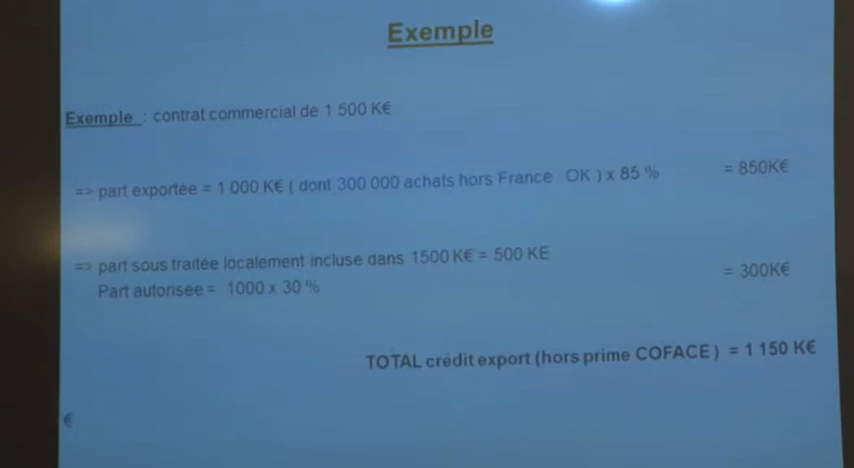 Exemple
Exemple : contrat commercial de 1 500 K€
=> part exportée = 1 000 K€ ( dont 300 000 achats hors France OK ) x 85 % = 850K€
=> part sous traitée localement incluse dans 1500 K€ = 500 KE
Part autorisée = 1000 x 30 % = 300K€
TOTAL crédit export (hors prime COFACE ) = 1 150 K€
€